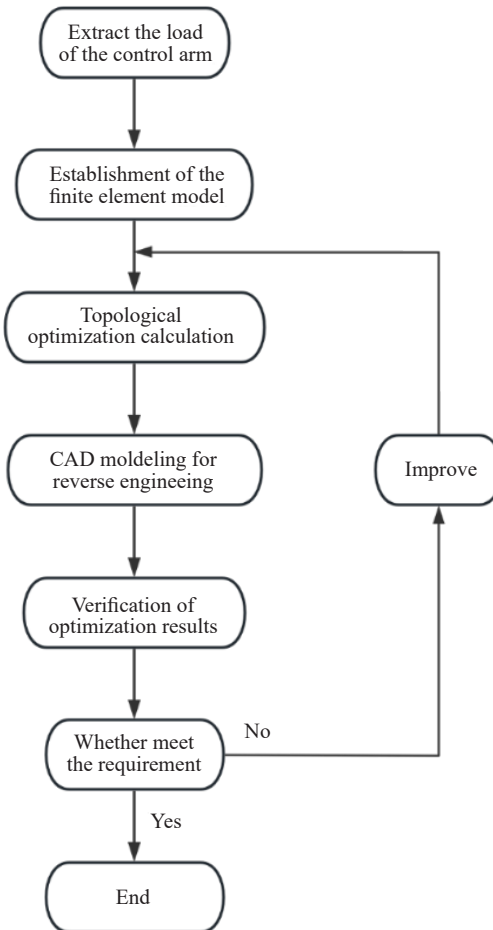 Extract the load
of the control arm
Establishment of the
finite element model
Topological
optimization calculation
CAD moldeling for
reverse engineeing
Improve
Verification of
optimization results
Whether meet
the requirement
No
Yes
End